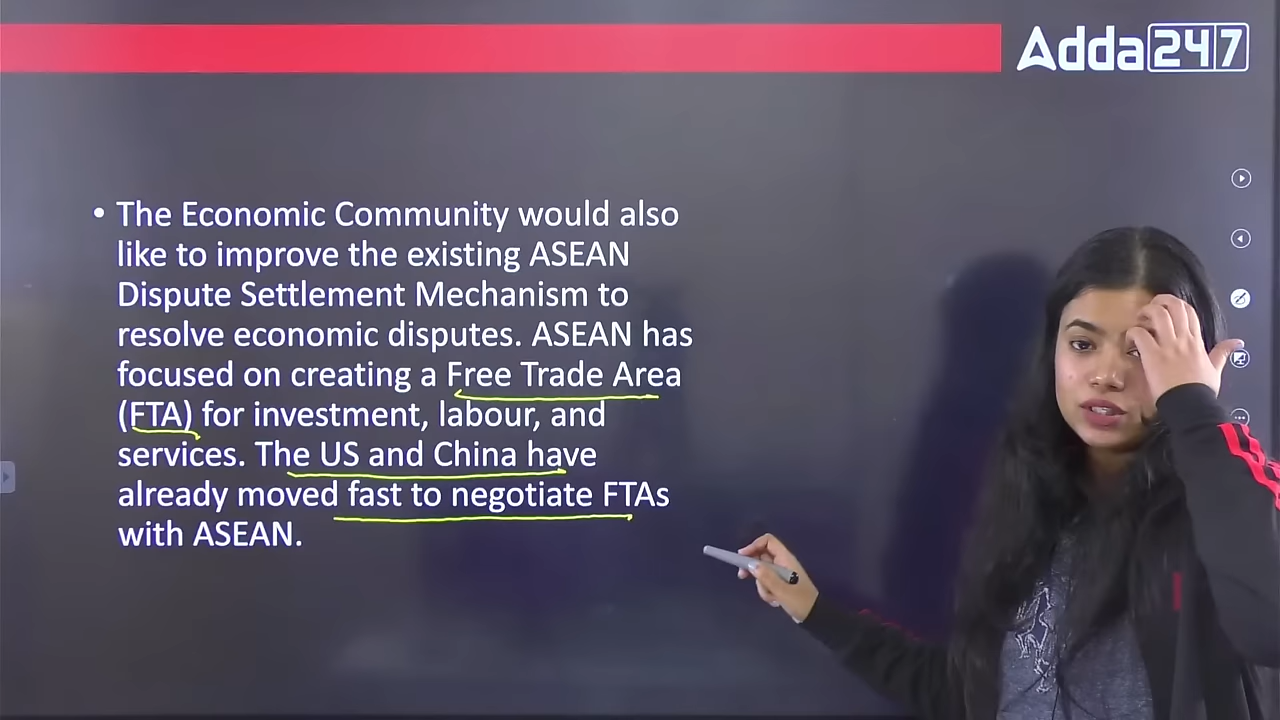 Adda247
• The Economic Community would also
like to improve the existing ASEAN
Dispute Settlement Mechanism to
resolve economic disputes. ASEAN has
focused on creating a Free Trade Area
(FTA) for investment, labour, and
services. The US and China have
already moved fast to negotiate FTAs
with ASEAN.